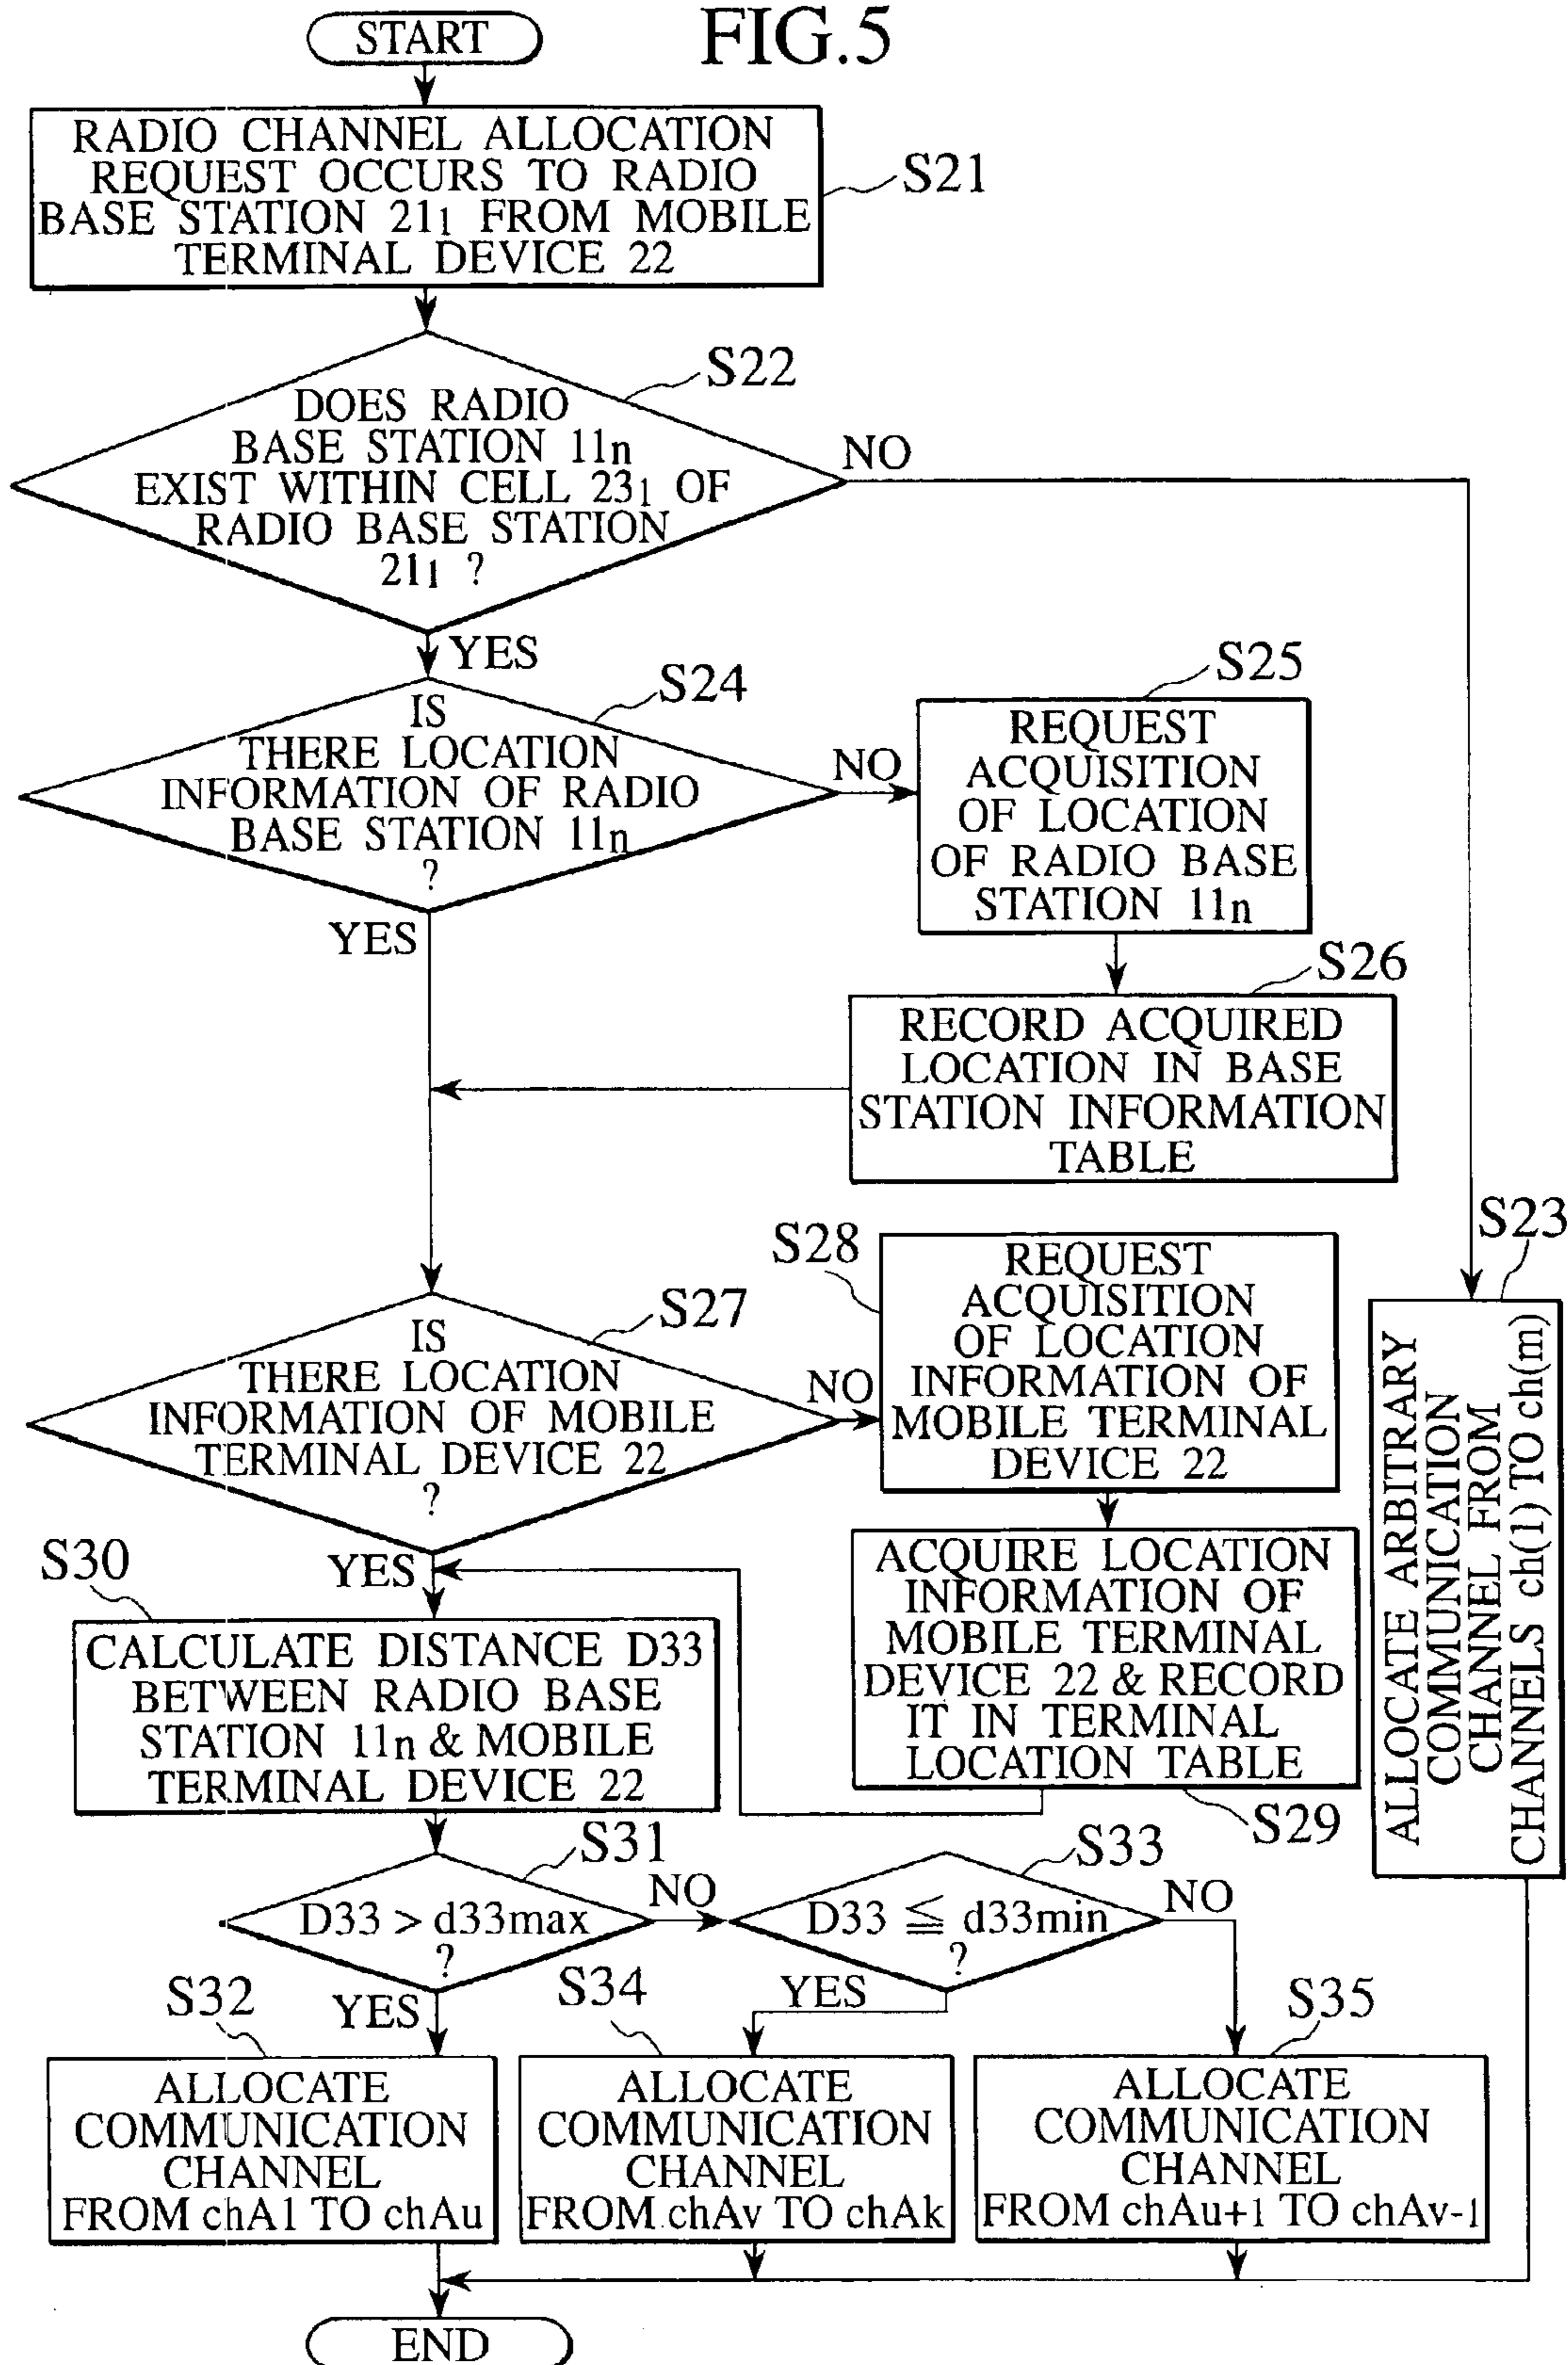 FIG.5
START
RADIO CHANNEL ALLOCATION
REQUEST OCCURS TO RADIO
BASE STATION 211 FROM MOBILE
TERMINAL DEVICE 22
S21
S22
DOES RADIO
BASE STATION 11n
EXIST WITHIN CELL 231 OF
RADIO BASE STATION
211 ?
NO
YES
S24
IS
THERE LOCATION
INFORMATION OF RADIO
BASE STATION 11n
?
NO
YES
S25
REQUEST
ACQUISITION
OF LOCATION
OF RADIO BASE
STATION 11n
S26
RECORD ACQUIRED
LOCATION IN BASE
STATION INFORMATION
TABLE
S23
ALLOCATE ARBITRARY
COMMUNICATION
CHANNEL FROM
CHANNELS ch(1) TO ch(m)
S27
IS
THERE LOCATION
INFORMATION OF MOBILE
TERMINAL DEVICE 22
?
NO
YES
S28
REQUEST
ACQUISITION
OF LOCATION
INFORMATION OF
MOBILE TERMINAL
DEVICE 22
ACQUIRE LOCATION
INFORMATION OF
MOBILE TERMINAL
DEVICE 22 & RECORD
IT IN TERMINAL
LOCATION TABLE
S29
S30
CALCULATE DISTANCE D33
BETWEEN RADIO BASE
STATION 11n & MOBILE
TERMINAL DEVICE 22
S31
D33 > d33max
?
NO
YES
S33
D33 ≦ d33min
?
NO
YES
S32
ALLOCATE
COMMUNICATION
CHANNEL
FROM chA1 TO chAu
S34
ALLOCATE
COMMUNICATION
CHANNEL
FROM chAv TO chAk
S35
ALLOCATE
COMMUNICATION
CHANNEL
FROM chAu+1 TO chAv-1
END